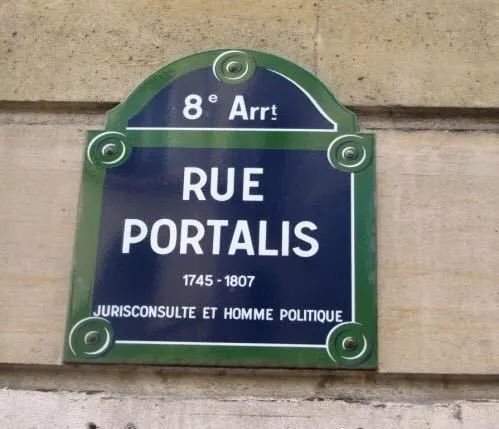 8e Arrt
RUE
PORTALIS
1745 - 1807
JURISCONSULTE ET HOMME POLITIQUE